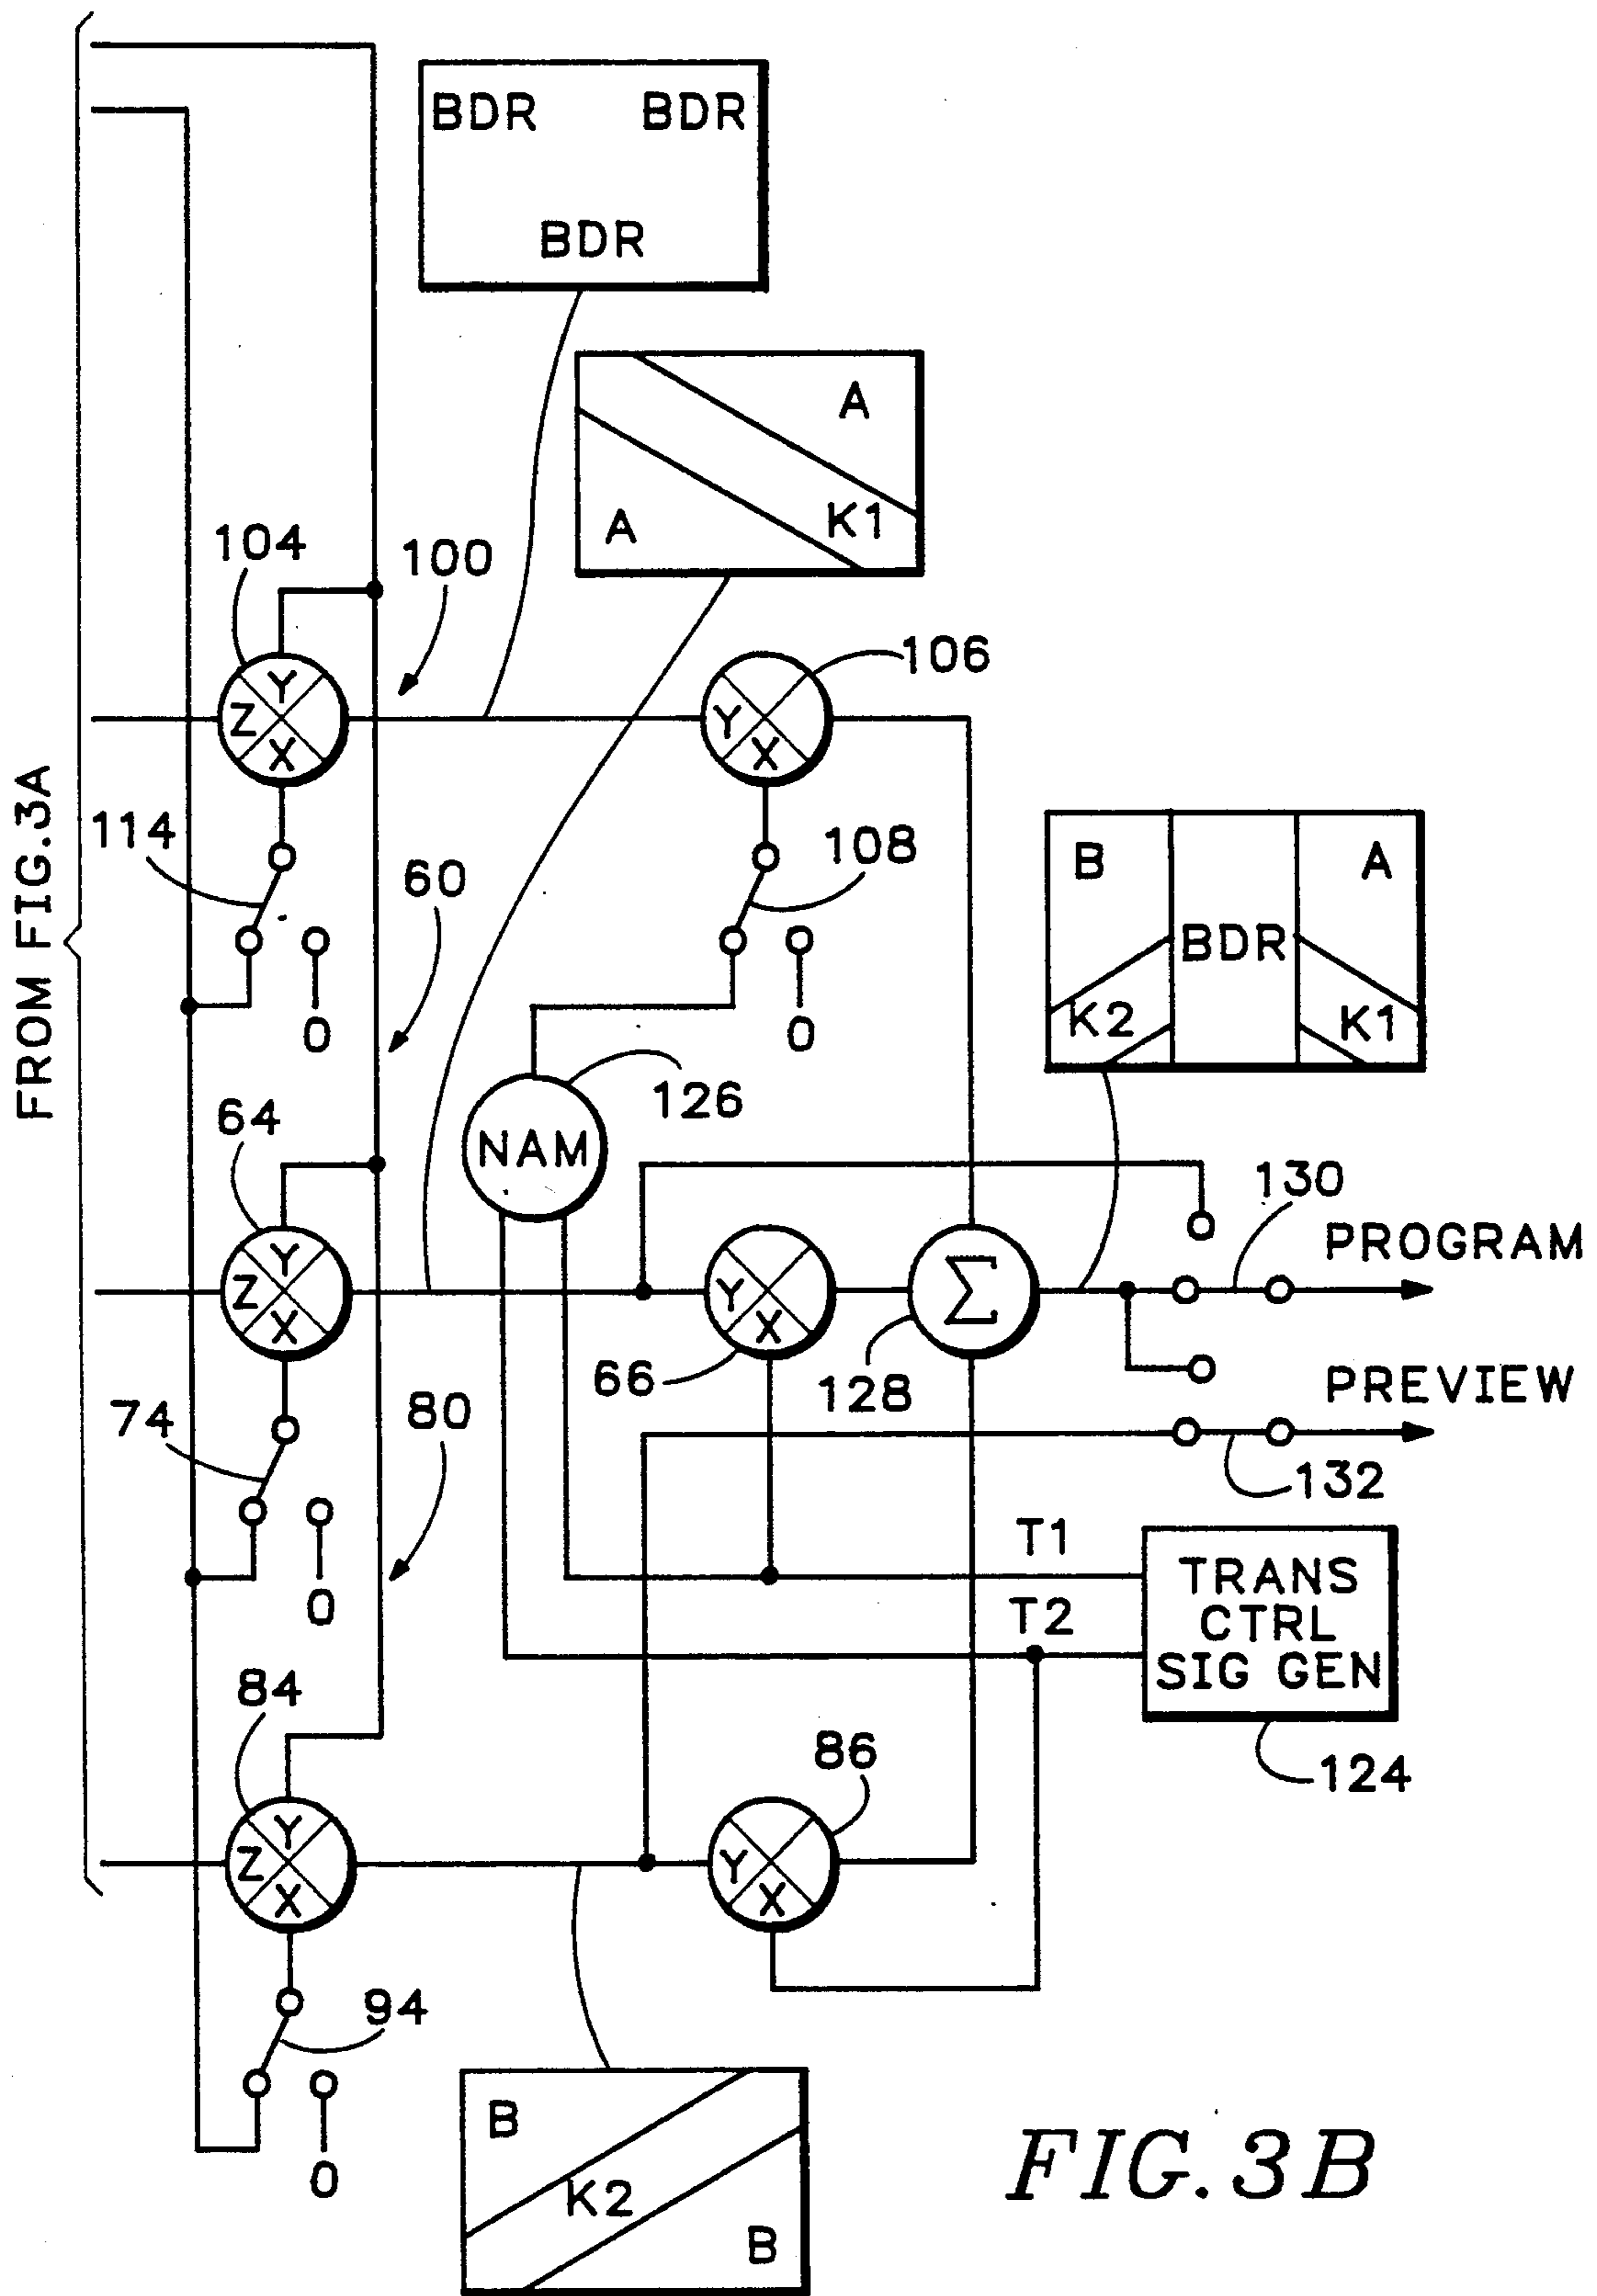 BDR BDR
BDR
A
A K1
104
100
106
Y
Z
X
Y
X
114
60
108
B A
BDR
K2 K1
0
0
FROM FIG.3A
126
NAM
64
130
PROGRAM
Y
Z
X
Y
X
Σ
66
128
PREVIEW
74
80
132
0
T1
T2
TRANS
CTRL
SIG GEN
124
84
86
Y
Z
X
Y
X
94
0
B
K2
B
FIG.3B